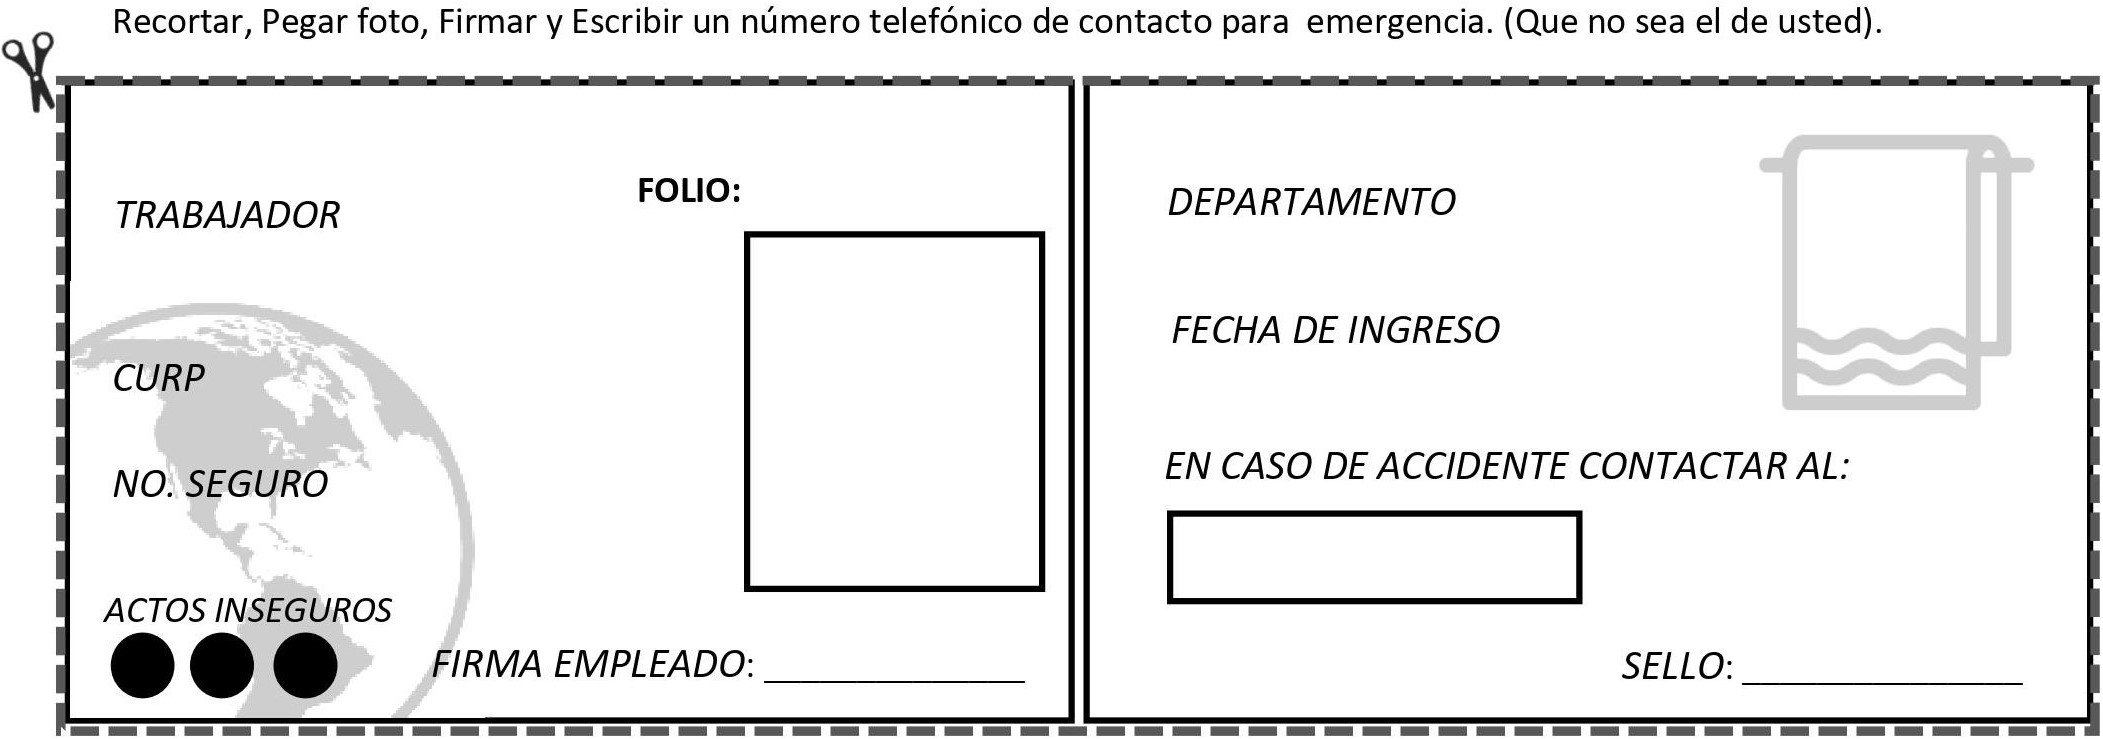 Recortar, Pegar foto, Firmar y Escribir un número telefónico de contacto para emergencia. (Que no sea el de usted).
FOLIO:
TRABAJADOR
CURP
NO. SEGURO
ACTOS INSEGUROS
FIRMA EMPLEADO: ______________
DEPARTAMENTO
FECHA DE INGRESO
EN CASO DE ACCIDENTE CONTACTAR AL:
SELLO: _______________